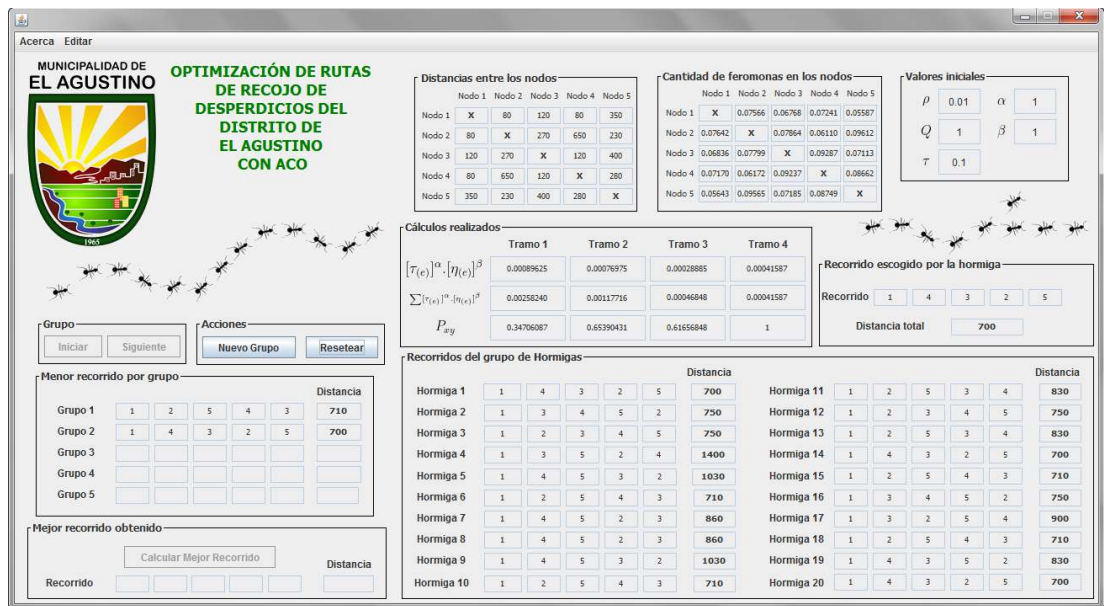 Acerca Editar
MUNICIPALIDAD DE
EL AGUSTINO
1965
OPTIMIZACIÓN DE RUTAS
DE RECOJO DE
DESPERDICIOS DEL
DISTRITO DE
EL AGUSTINO
CON ACO
Distancias entre los nodos
Nodo 1 Nodo 2 Nodo 3 Nodo 4 Nodo 5
Nodo 1 X 80 120 80 350
Nodo 2 80 X 270 650 230
Nodo 3 120 270 X 120 400
Nodo 4 80 650 120 X 280
Nodo 5 350 230 400 280 X
Cantidad de feromonas en los nodos
Nodo 1 Nodo 2 Nodo 3 Nodo 4 Nodo 5
Nodo 1 X 0.07566 0.06768 0.07241 0.05587
Nodo 2 0.07642 X 0.07864 0.06110 0.09612
Nodo 3 0.06836 0.07799 X 0.09287 0.07113
Nodo 4 0.07170 0.06172 0.09237 X 0.08662
Nodo 5 0.05643 0.09565 0.07185 0.08749 X
Valores iniciales
ρ 0.01 α 1
Q 1 β 1
τ 0.1
Cálculos realizados
Tramo 1 Tramo 2 Tramo 3 Tramo 4
[τ(e)]^α.[η(e)]^β 0.00089625 0.00076975 0.00028885 0.00041587
∑[τ(e)]^α.[η(e)]^β 0.00258240 0.00117716 0.00046848 0.00041587
Pxy 0.34706087 0.65390431 0.61656848 1
Recorrido escogido por la hormiga
Recorrido 1 4 3 2 5
Distancia total 700
Grupo
Iniciar Siguiente
Acciones
Nuevo Grupo Resetear
Menor recorrido por grupo
Distancia
Grupo 1 1 2 5 4 3 710
Grupo 2 1 4 3 2 5 700
Grupo 3
Grupo 4
Grupo 5
Mejor recorrido obtenido
Calcular Mejor Recorrido Distancia
Recorrido
Recorridos del grupo de Hormigas
Distancia Distancia
Hormiga 1 1 4 3 2 5 700 Hormiga 11 1 2 5 3 4 830
Hormiga 2 1 3 4 5 2 750 Hormiga 12 1 2 3 4 5 750
Hormiga 3 1 2 3 4 5 750 Hormiga 13 1 2 5 3 4 830
Hormiga 4 1 3 5 2 4 1400 Hormiga 14 1 4 3 2 5 700
Hormiga 5 1 4 5 3 2 1030 Hormiga 15 1 2 5 4 3 710
Hormiga 6 1 2 5 4 3 710 Hormiga 16 1 3 4 5 2 750
Hormiga 7 1 4 5 2 3 860 Hormiga 17 1 3 2 5 4 900
Hormiga 8 1 4 5 2 3 860 Hormiga 18 1 2 5 4 3 710
Hormiga 9 1 4 5 3 2 1030 Hormiga 19 1 4 3 5 2 830
Hormiga 10 1 2 5 4 3 710 Hormiga 20 1 4 3 2 5 700